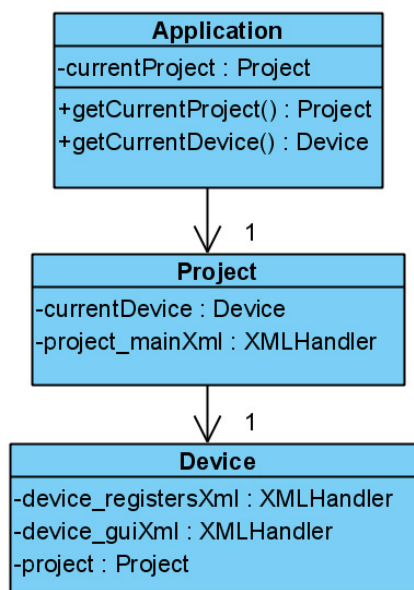 Application
-currentProject : Project
+getCurrentProject() : Project
+getCurrentDevice() : Device
1
Project
-currentDevice : Device
-project_mainXml : XMLHandler
1
Device
-device_registersXml : XMLHandler
-device_guiXml : XMLHandler
-project : Project